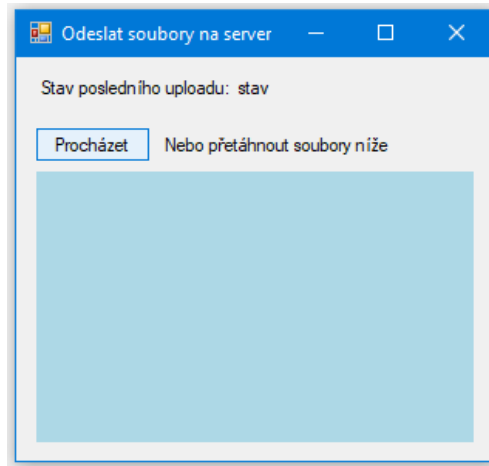 Odeslat soubory na server
Stav posledního uploadu: stav
Procházet Nebo přetáhnout soubory níže